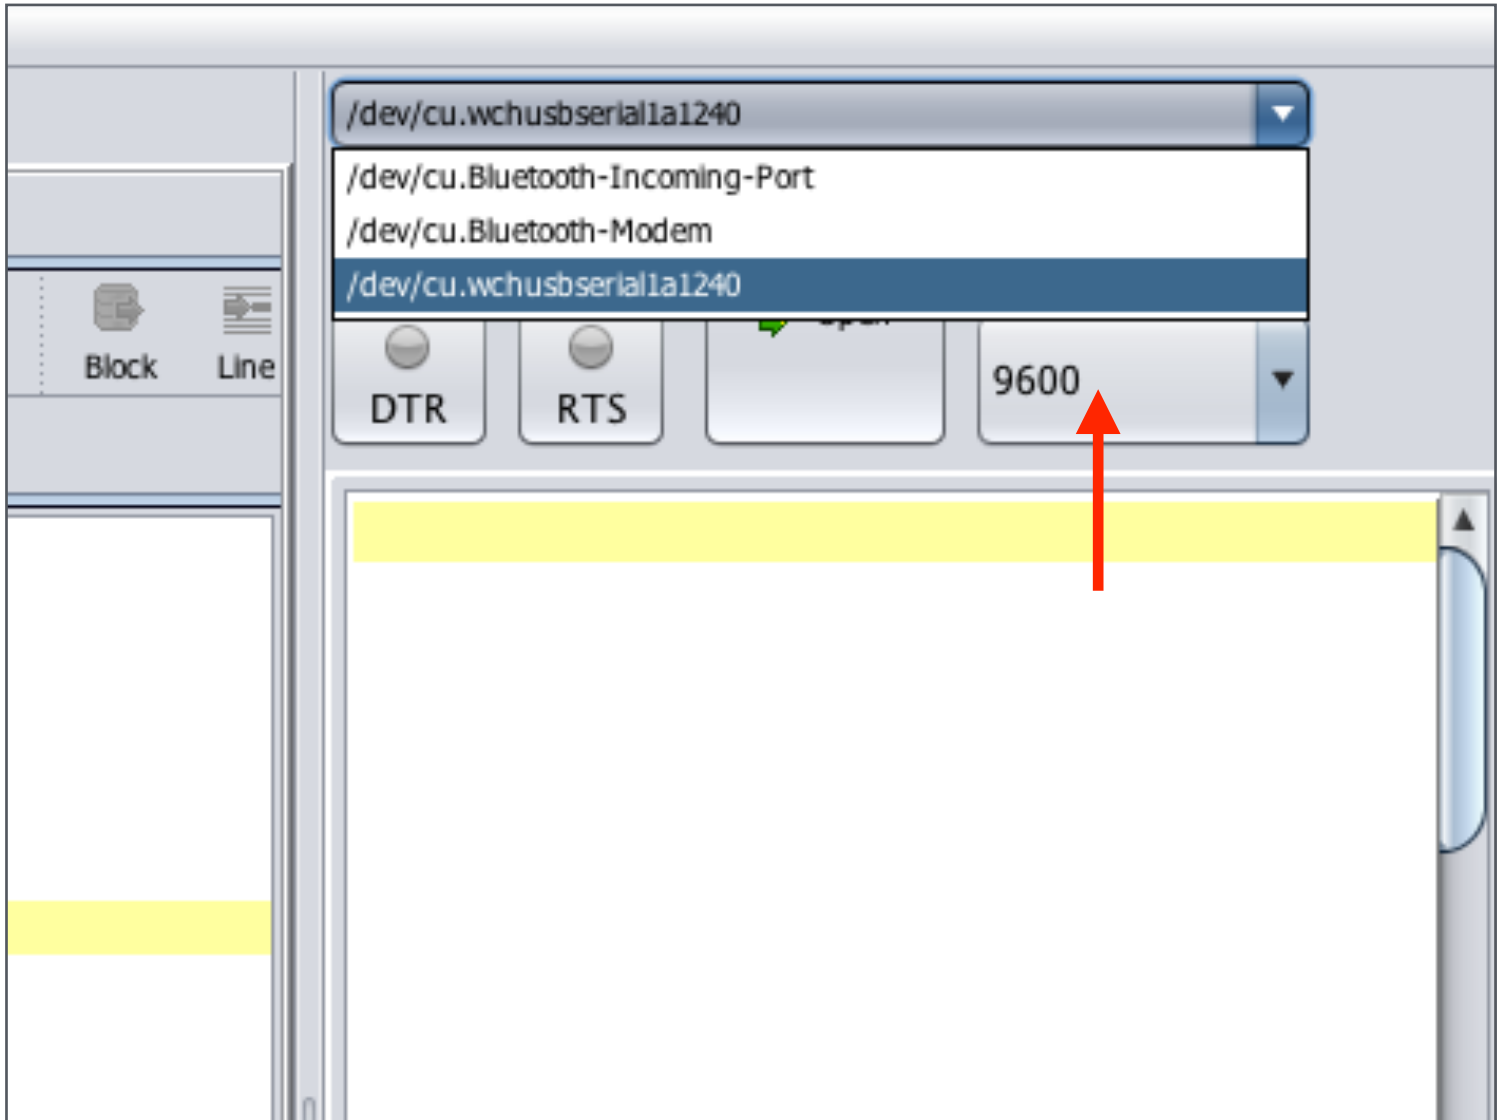 /dev/cu.wchusbserial1a1240
/dev/cu.Bluetooth-Incoming-Port
/dev/cu.Bluetooth-Modem
/dev/cu.wchusbserial1a1240
Block Line
DTR RTS 9600